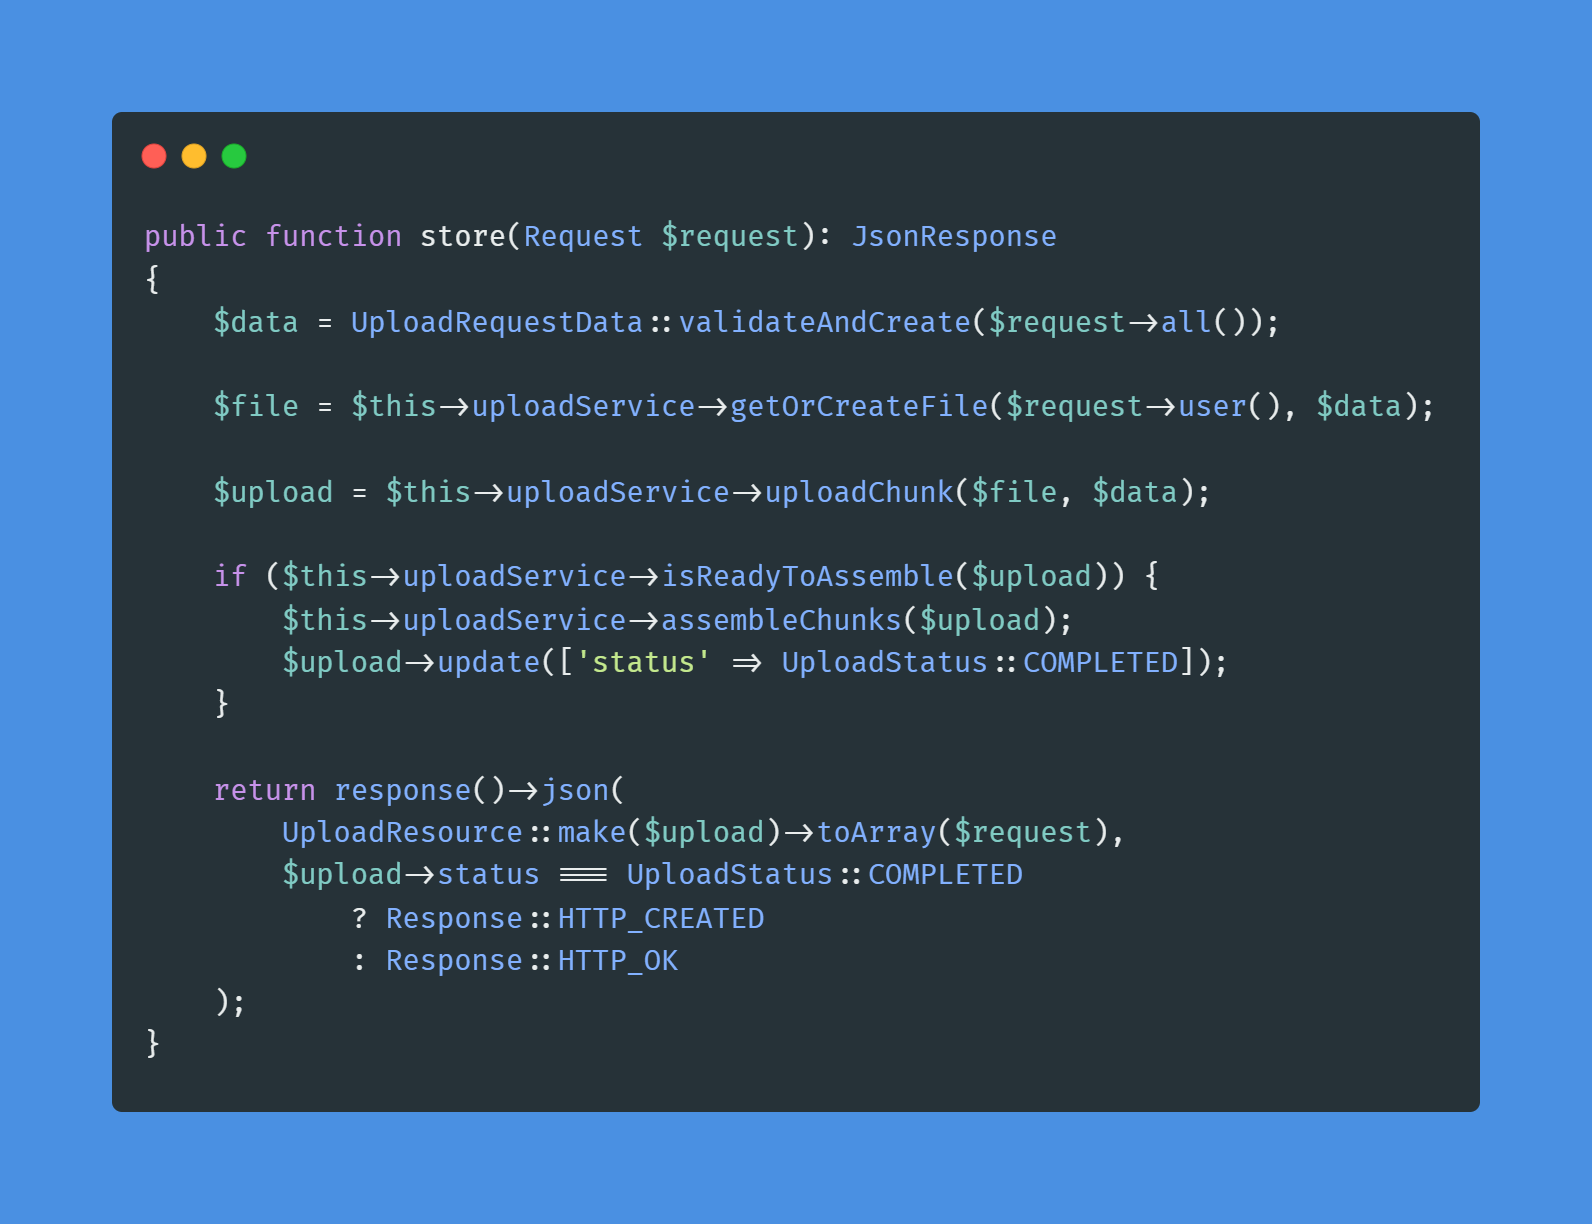 public function store(Request $request): JsonResponse
{
    $data = UploadRequestData::validateAndCreate($request->all());
    $file = $this->uploadService->getOrCreateFile($request->user(), $data);
    $upload = $this->uploadService->uploadChunk($file, $data);
    if ($this->uploadService->isReadyToAssemble($upload)) {
        $this->uploadService->assembleChunks($upload);
        $upload->update(['status' => UploadStatus::COMPLETED]);
    }
    return response()->json(
        UploadResource::make($upload)->toArray($request),
        $upload->status === UploadStatus::COMPLETED
            ? Response::HTTP_CREATED
            : Response::HTTP_OK
    );
}